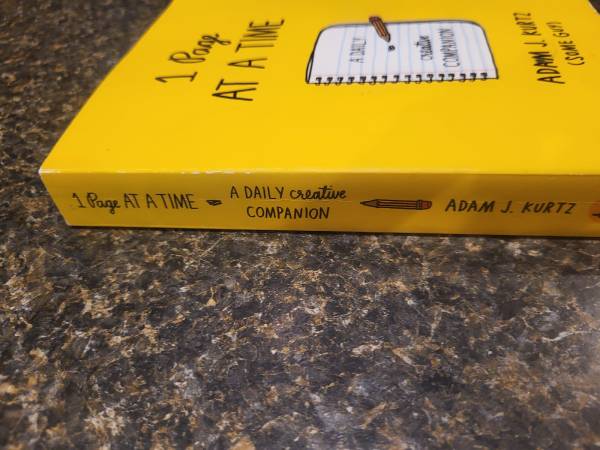 1 Page
AT A TIME
A DAILY
creative
COMPANION
ADAM J. KURTZ
(SOME GUY)
1 Page AT A TIME
A DAILY creative
COMPANION
ADAM J. KURTZ